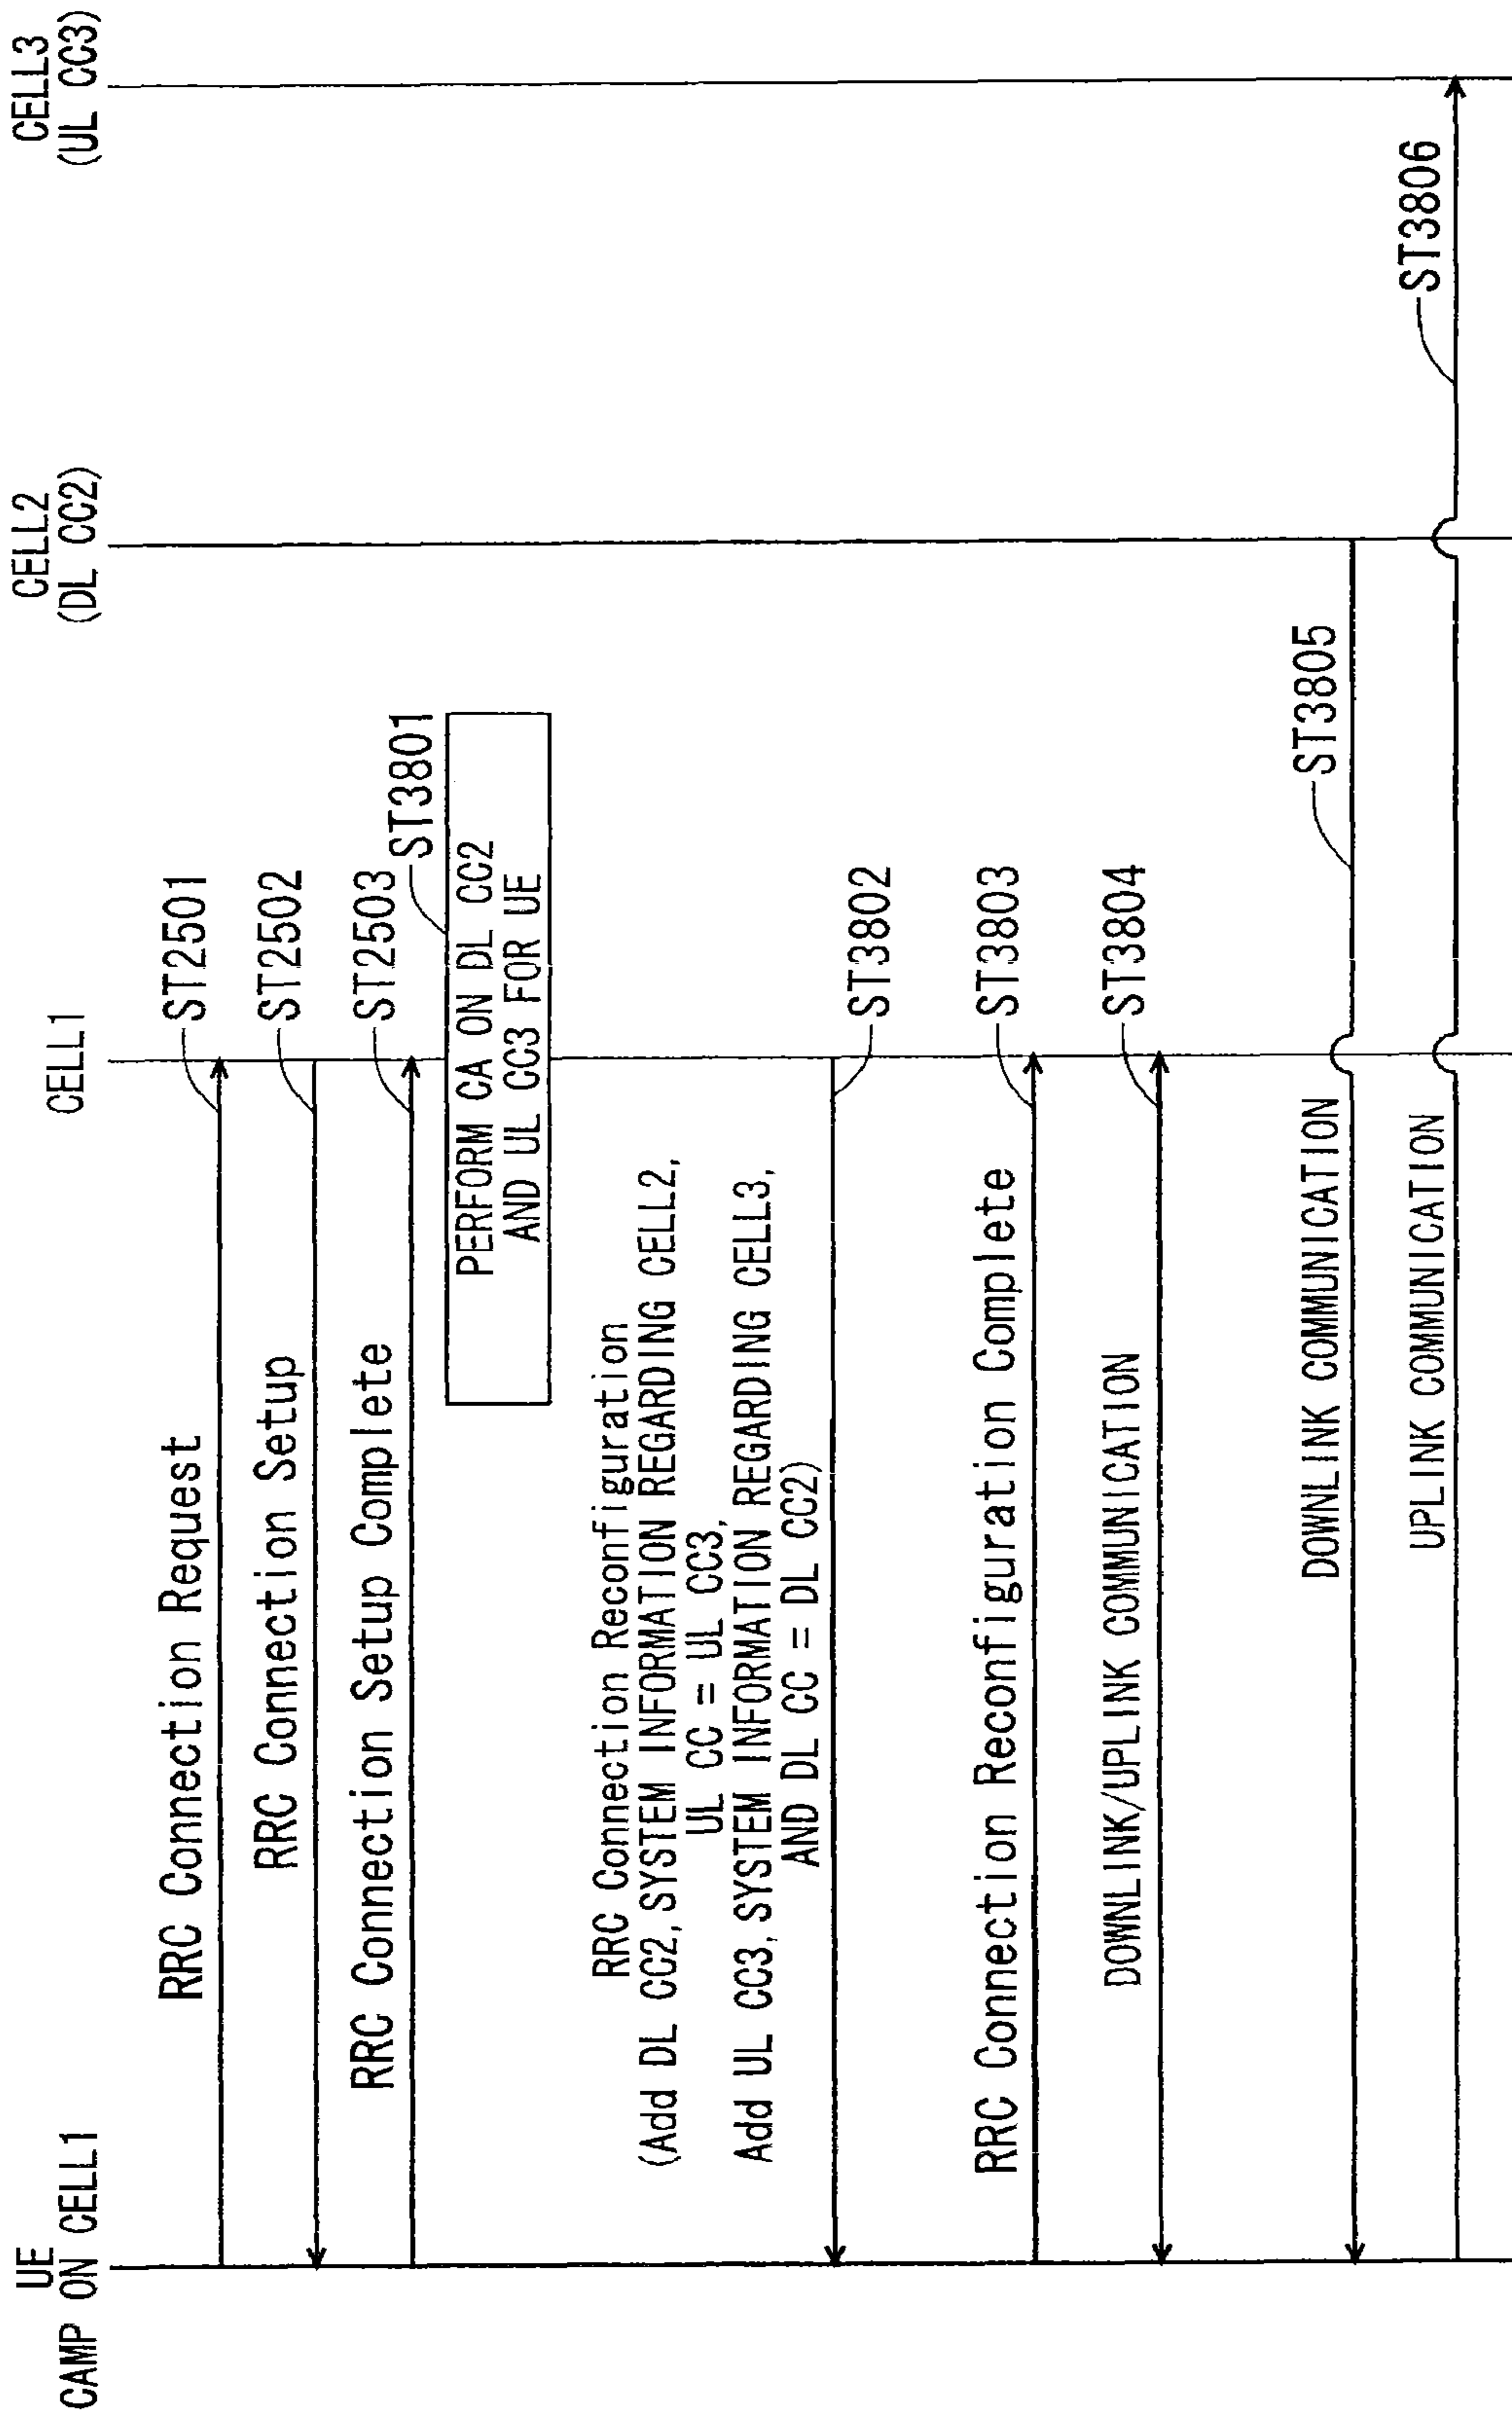 UE
CAMP ON CELL1
CELL1
CELL2
(DL CC2)
CELL3
(UL CC3)
RRC Connection Request
ST2501
RRC Connection Setup
ST2502
RRC Connection Setup Complete
ST2503
ST3801
PERFORM CA ON DL CC2
AND UL CC3 FOR UE
RRC Connection Reconfiguration
(Add DL CC2, SYSTEM INFORMATION REGARDING CELL2,
UL CC = UL CC3,
Add UL CC3, SYSTEM INFORMATION REGARDING CELL3,
AND DL CC = DL CC2)
ST3802
RRC Connection Reconfiguration Complete
ST3803
DOWNLINK/UPLINK COMMUNICATION
ST3804
DOWNLINK COMMUNICATION
ST3805
UPLINK COMMUNICATION
ST3806